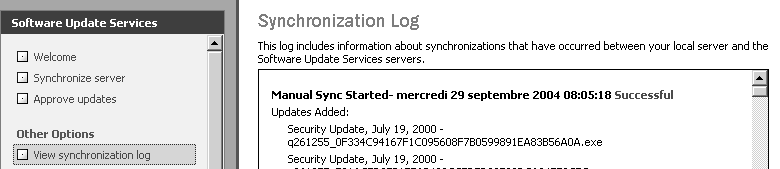 Software Update Services
Welcome
Synchronize server
Approve updates
Other Options
View synchronization log
Synchronization Log
This log includes information about synchronizations that have occurred between your local server and the
Software Update Services servers.
Manual Sync Started- mercredi 29 septembre 2004 08:05:18 Successful
Updates Added:
Security Update, July 19, 2000 -
q261255_0F334C94167F1C095608F7B0599891EA83B56A0A.exe
Security Update, July 19, 2000 -